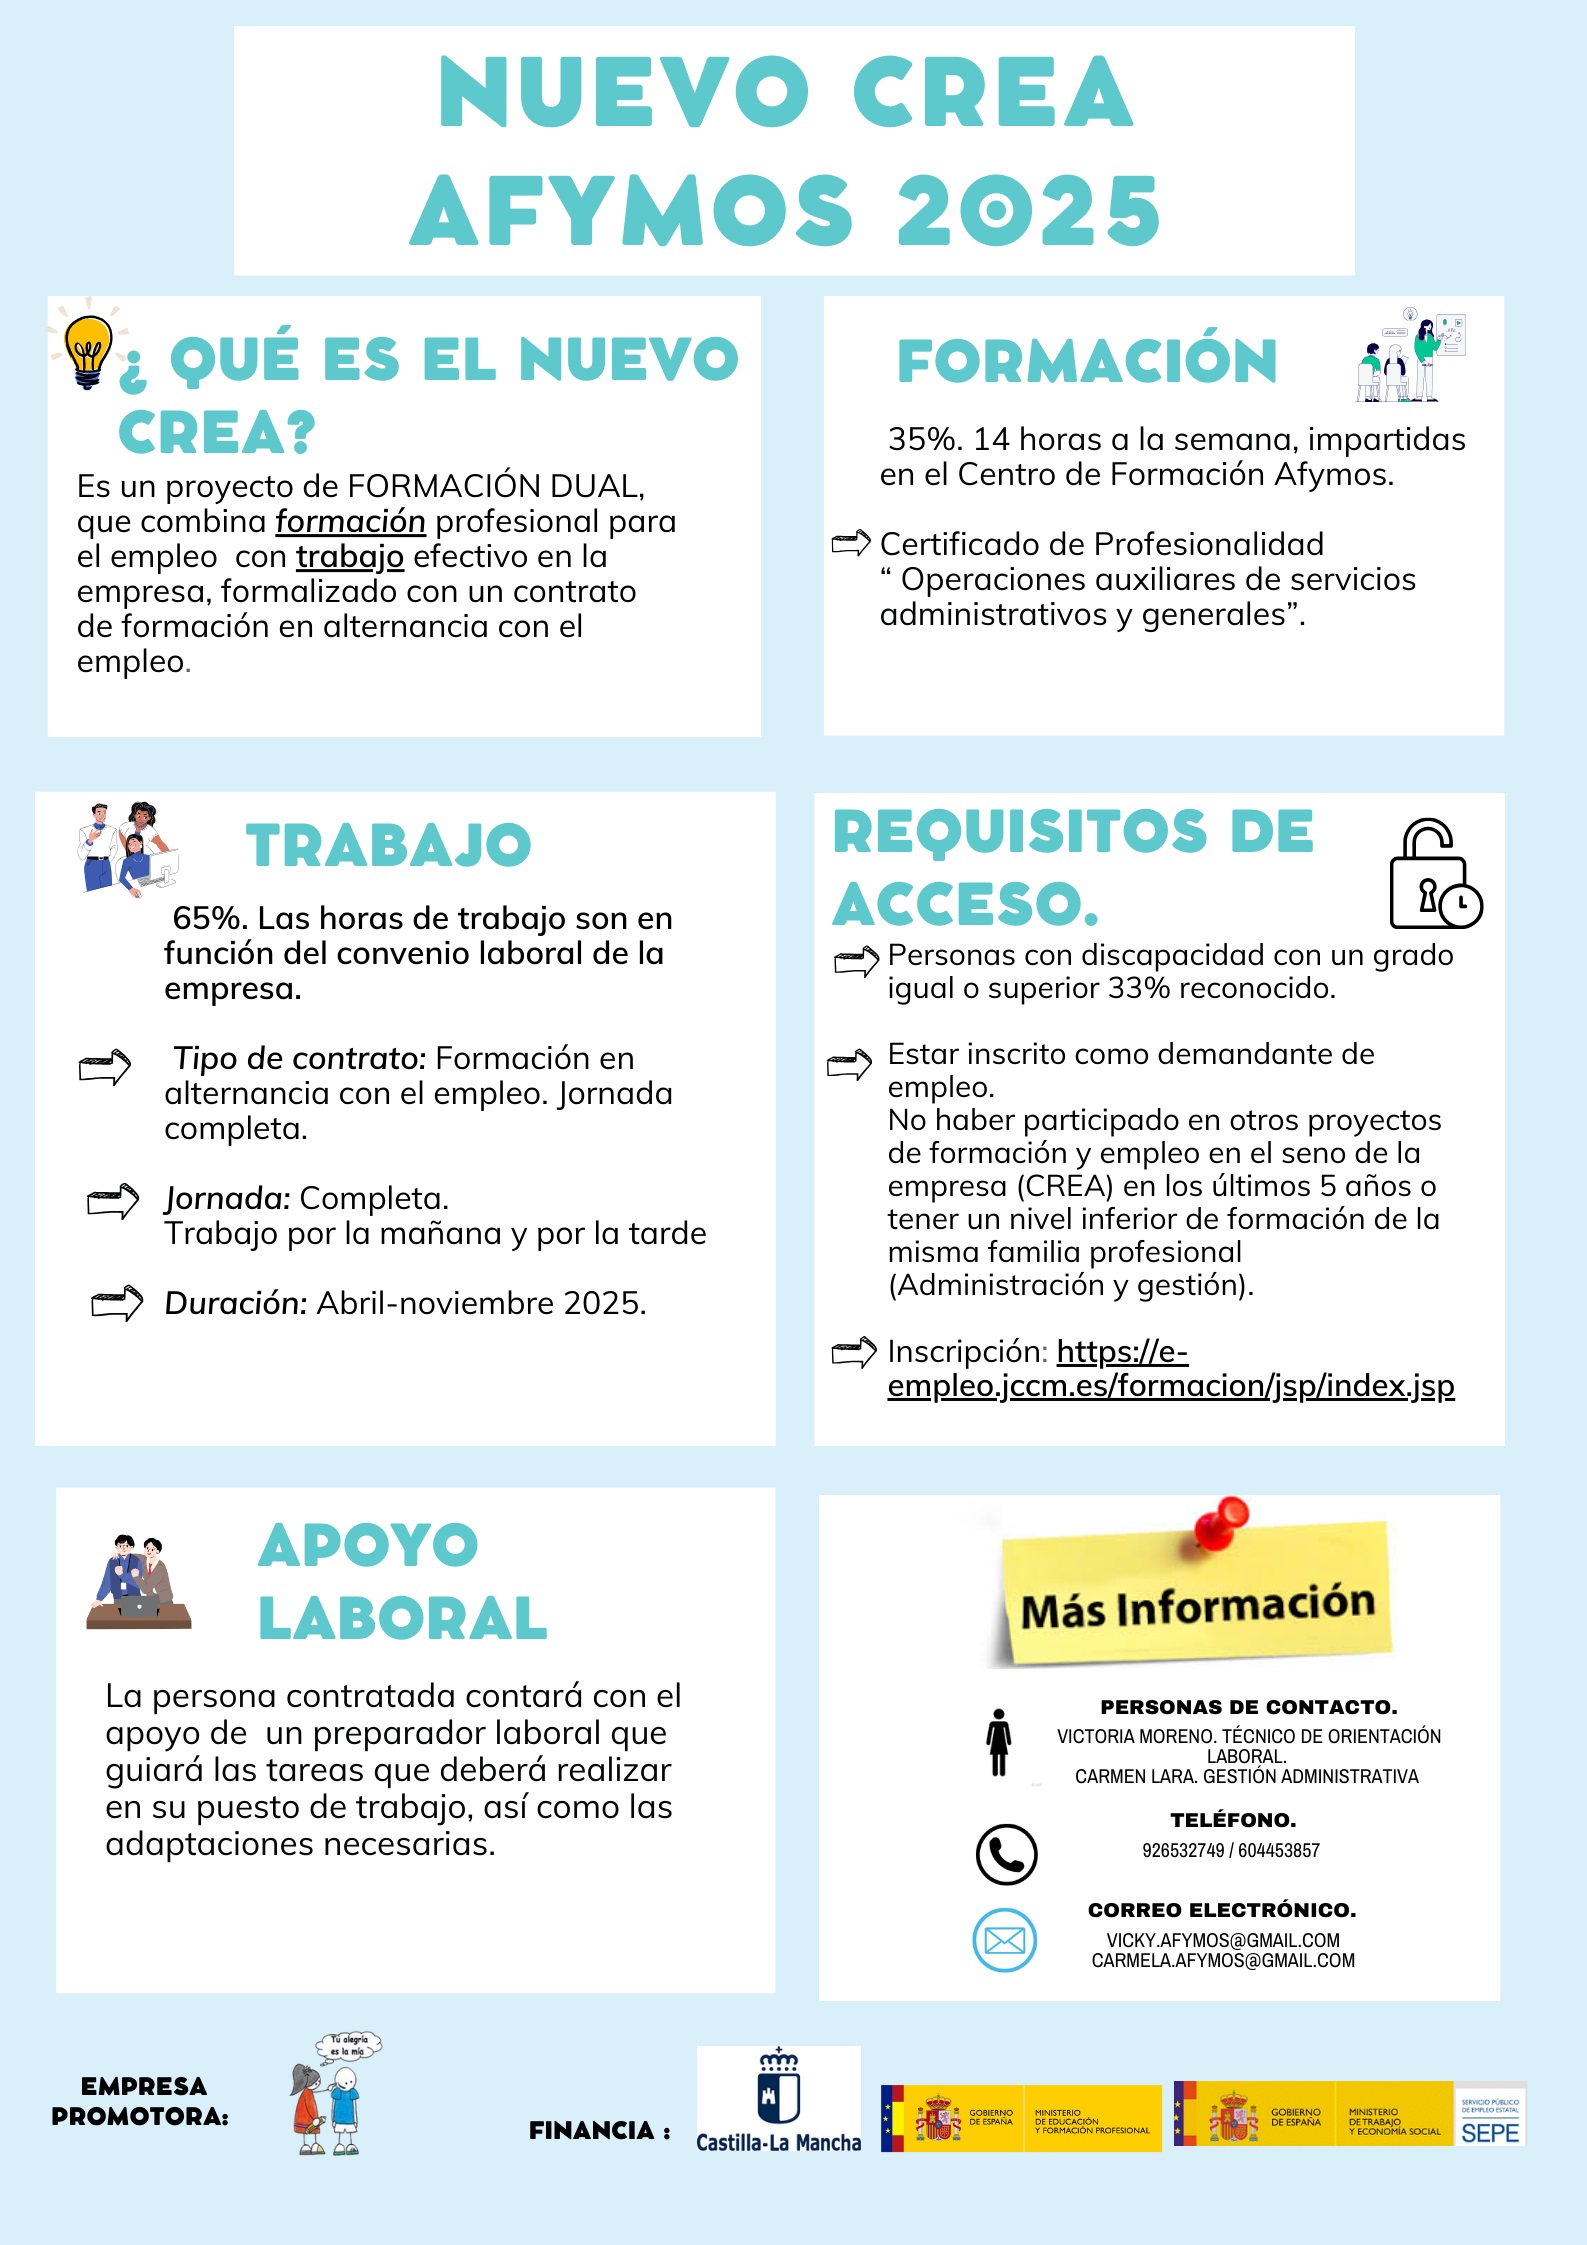 NUEVO CREA
AFYMOS 2025
¿ QUÉ ES EL NUEVO
CREA?
Es un proyecto de FORMACIÓN DUAL,
que combina formación profesional para
el empleo  con trabajo efectivo en la
empresa, formalizado con un contrato
de formación en alternancia con el
empleo.
FORMACIÓN
35%. 14 horas a la semana, impartidas
en el Centro de Formación Afymos.
Certificado de Profesionalidad
“ Operaciones auxiliares de servicios
administrativos y generales”.
TRABAJO
65%. Las horas de trabajo son en
función del convenio laboral de la
empresa.
Tipo de contrato: Formación en
alternancia con el empleo. Jornada
completa.
Jornada: Completa.
Trabajo por la mañana y por la tarde
Duración: Abril-noviembre 2025.
REQUISITOS DE
ACCESO.
Personas con discapacidad con un grado
igual o superior 33% reconocido.
Estar inscrito como demandante de
empleo.
No haber participado en otros proyectos
de formación y empleo en el seno de la
empresa (CREA) en los últimos 5 años o
tener un nivel inferior de formación de la
misma familia profesional
(Administración y gestión).
Inscripción: https://e-
empleo.jccm.es/formacion/jsp/index.jsp
APOYO
LABORAL
La persona contratada contará con el
apoyo de  un preparador laboral que
guiará las tareas que deberá realizar
en su puesto de trabajo, así como las
adaptaciones necesarias.
Más Información
PERSONAS DE CONTACTO.
VICTORIA MORENO. TÉCNICO DE ORIENTACIÓN
LABORAL.
CARMEN LARA. GESTIÓN ADMINISTRATIVA
TELÉFONO.
926532749 / 604453857
CORREO ELECTRÓNICO.
VICKY.AFYMOS@GMAIL.COM
CARMELA.AFYMOS@GMAIL.COM
EMPRESA
PROMOTORA:
Tu alegría
es la mía
FINANCIA :
Castilla-La Mancha
GOBIERNO
DE ESPAÑA
MINISTERIO
DE EDUCACIÓN
Y FORMACIÓN PROFESIONAL
GOBIERNO
DE ESPAÑA
MINISTERIO
DE TRABAJO
Y ECONOMÍA SOCIAL
SERVICIO PÚBLICO
DE EMPLEO ESTATAL
SEPE